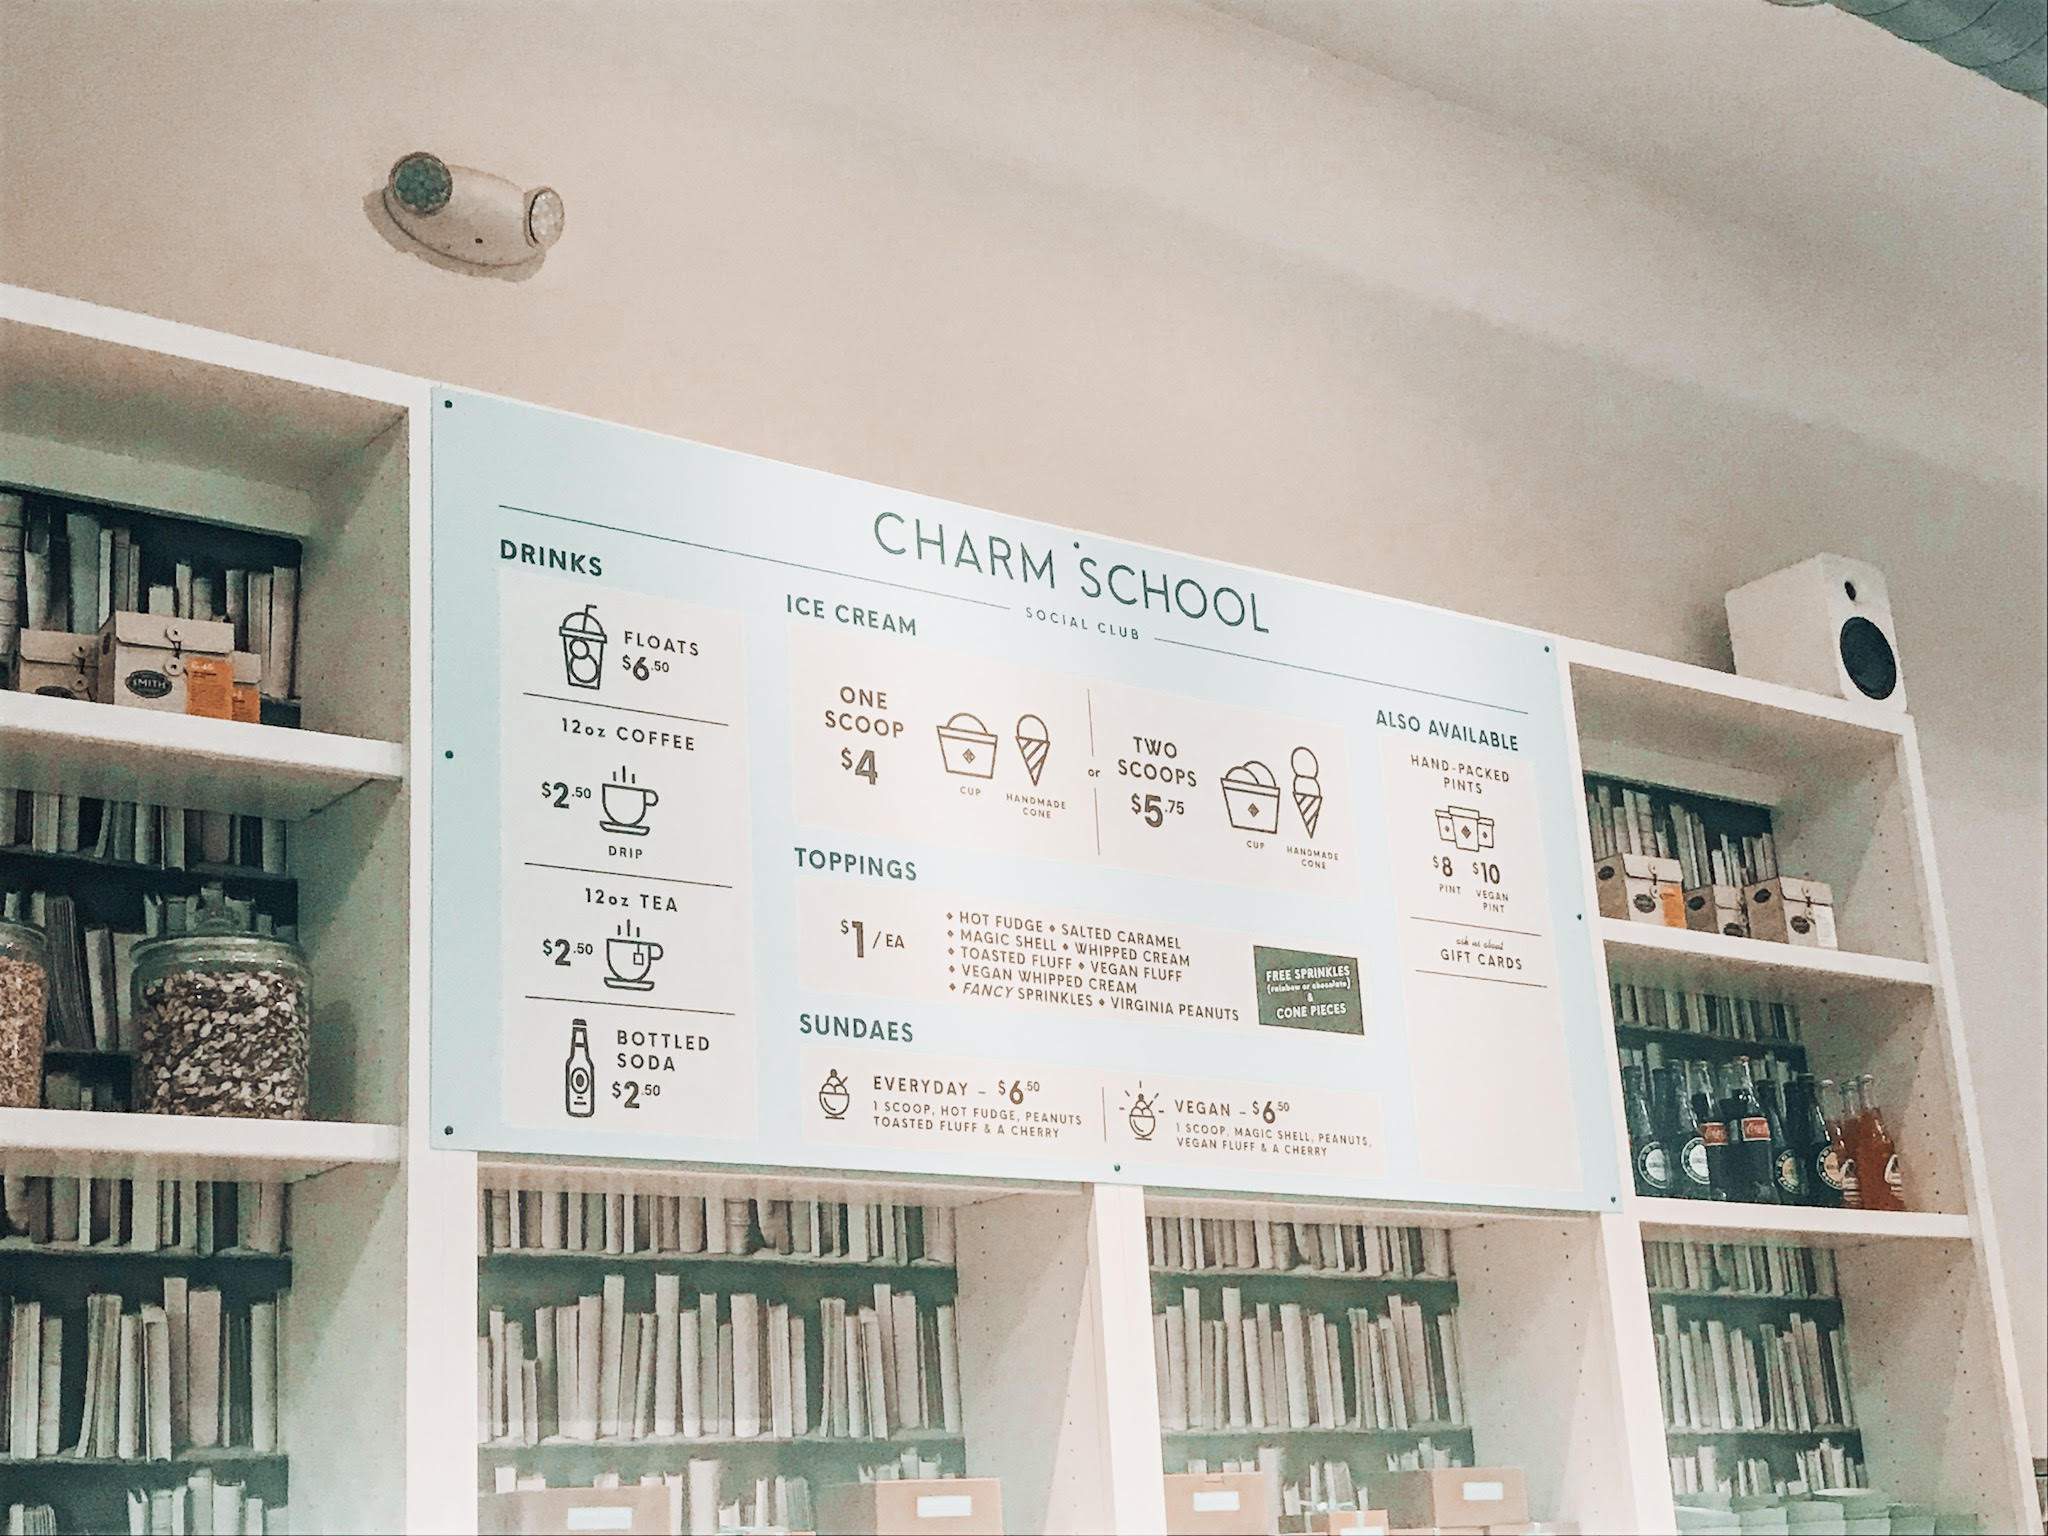 CHARM SCHOOL
SOCIAL CLUB
DRINKS
FLOATS
$6.50
12oz COFFEE
$2.50
DRIP
12oz TEA
$2.50
BOTTLED
SODA
$2.50
ICE CREAM
ONE
SCOOP
$4
CUP
HANDMADE
CONE
or
TWO
SCOOPS
$5.75
CUP
HANDMADE
CONE
TOPPINGS
$1/EA
HOT FUDGE ♦ SALTED CARAMEL
MAGIC SHELL ♦ WHIPPED CREAM
TOASTED FLUFF ♦ VEGAN FLUFF
VEGAN WHIPPED CREAM
FANCY SPRINKLES ♦ VIRGINIA PEANUTS
FREE SPRINKLES
(rainbow or chocolate)
&
CONE PIECES
SUNDAES
EVERYDAY - $6.50
1 SCOOP, HOT FUDGE, PEANUTS
TOASTED FLUFF & A CHERRY
VEGAN - $6.50
1 SCOOP, MAGIC SHELL, PEANUTS,
VEGAN FLUFF & A CHERRY
ALSO AVAILABLE
HAND-PACKED
PINTS
$8 $10
PINT VEGAN
PINT
ask us about
GIFT CARDS
SMITH